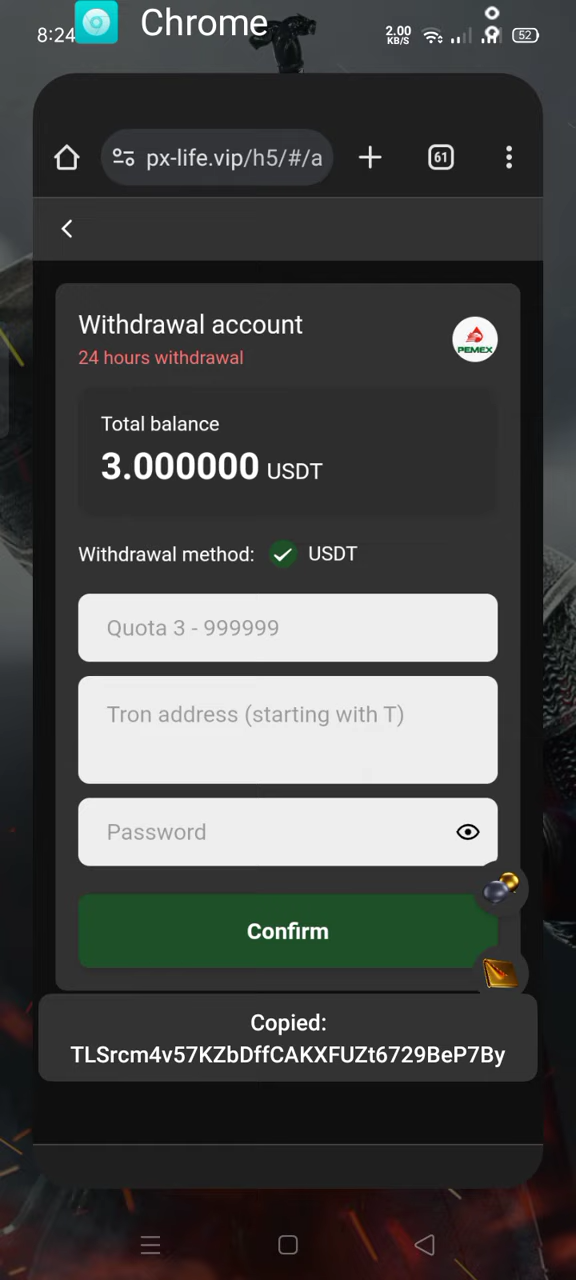 8:24
Chrome
2.00
KB/S
52
px-life.vip/h5/#/a
61
Withdrawal account
24 hours withdrawal
PEMEX
Total balance
3.000000 USDT
Withdrawal method: USDT
Quota 3 - 999999
Tron address (starting with T)
Password
Confirm
Copied:
TLSrcm4v57KZbDffCAKXFUZt6729BeP7By